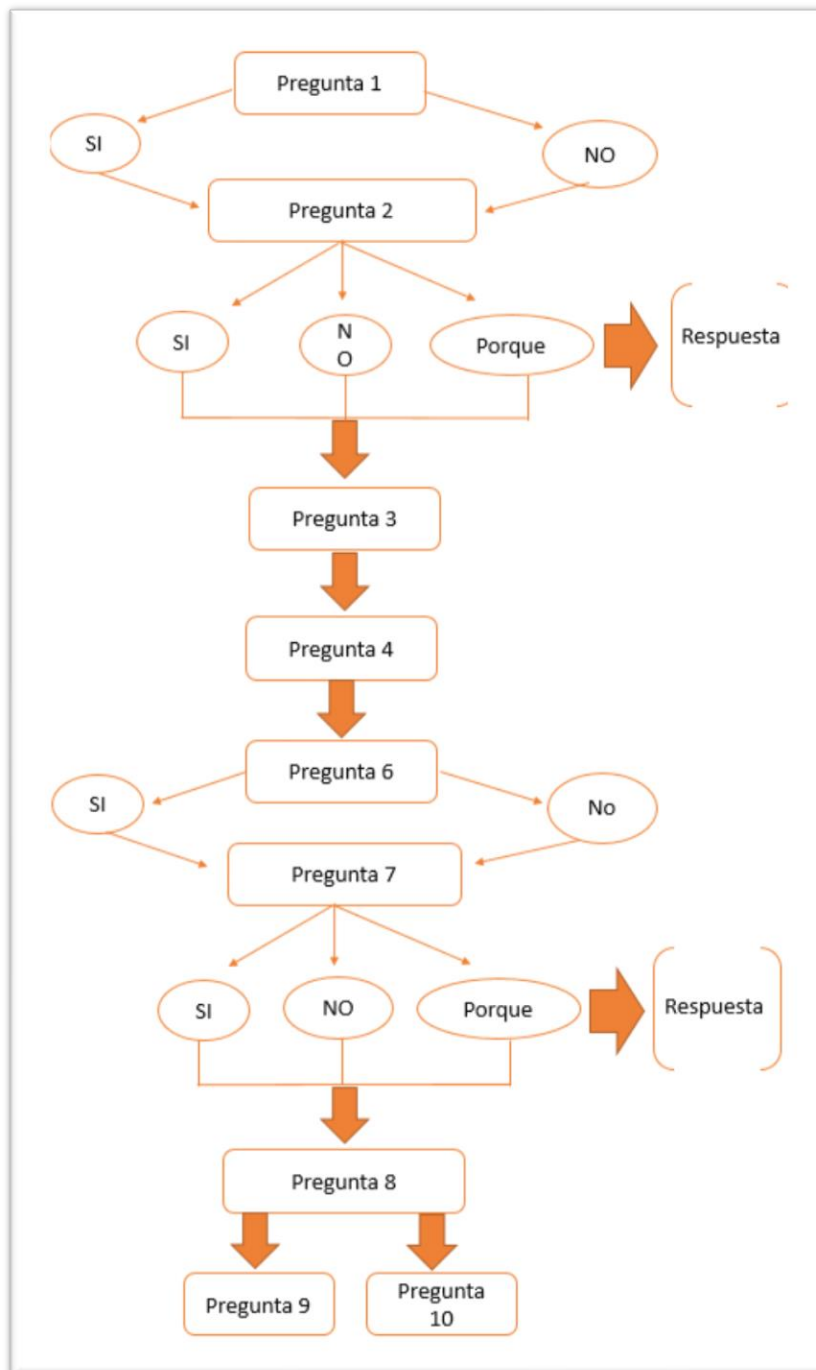 Pregunta 1
SI
NO
Pregunta 2
SI
N
O
Porque
Respuesta
Pregunta 3
Pregunta 4
Pregunta 6
SI
No
Pregunta 7
SI
NO
Porque
Respuesta
Pregunta 8
Pregunta 9
Pregunta
10